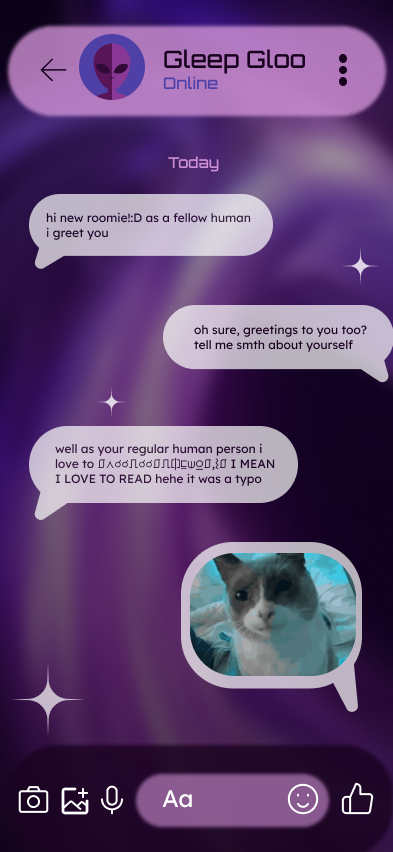 Gleep Gloo
Online
Today
hi new roomie!:D as a fellow human
i greet you
oh sure, greetings to you too?
tell me smth about yourself
well as your regular human person i
love to I MEAN
I LOVE TO READ hehe it was a typo
Aa